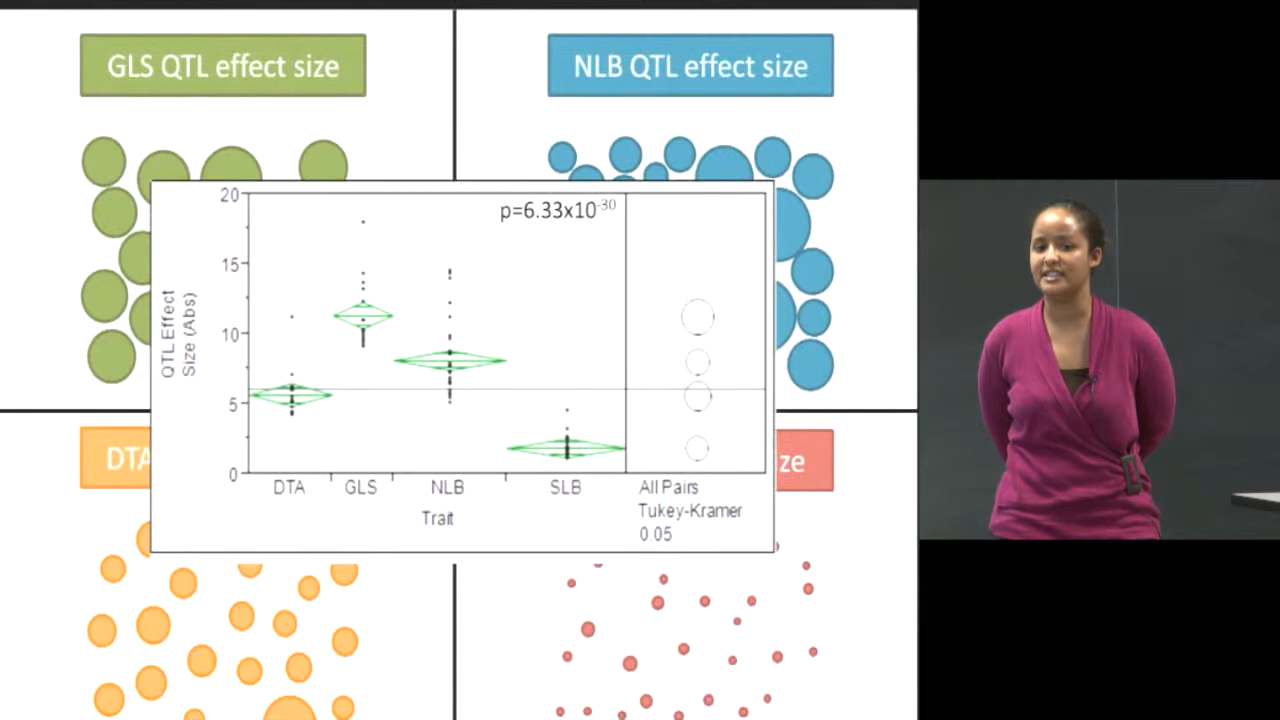 GLS QTL effect size
NLB QTL effect size
p=6.33x10-30
20
15
10
5
0
QTL Effect
Size (Abs)
DTA
GLS
NLB
SLB
Trait
All Pairs
Tukey-Kramer
0.05
DTA
ze